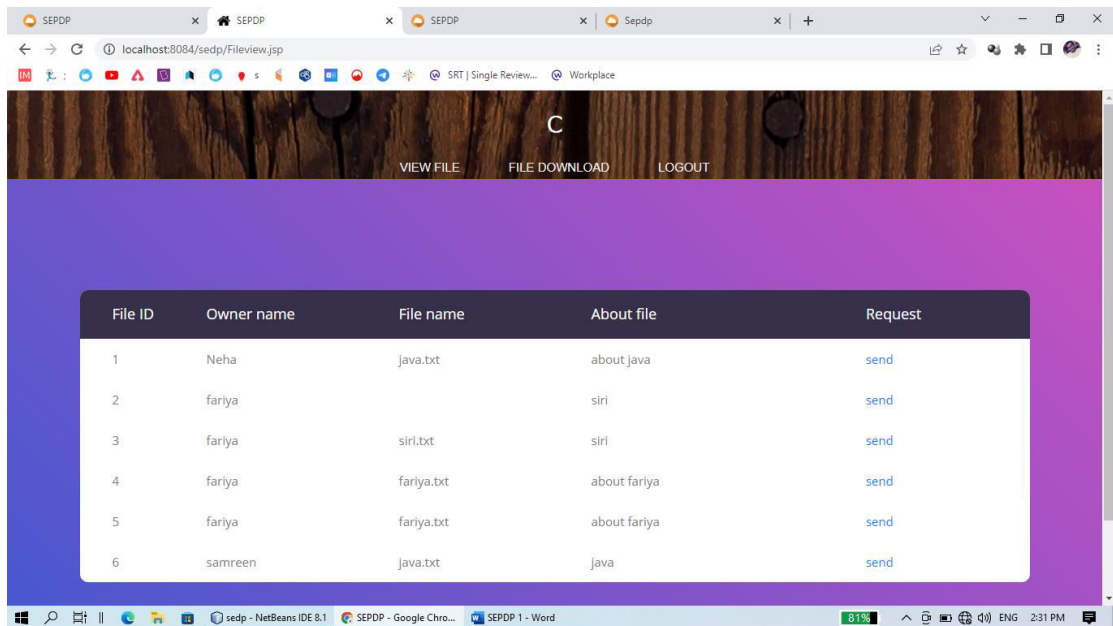 SEPDP SEPDP SEPDP Sepdp
localhost:8084/sedp/Fileview.jsp
SRT | Single Review... Workplace
C
VIEW FILE FILE DOWNLOAD LOGOUT
File ID Owner name File name About file Request
1 Neha java.txt about java send
2 fariya siri send
3 fariya siri.txt siri send
4 fariya fariya.txt about fariya send
5 fariya fariya.txt about fariya send
6 samreen java.txt java send
sedp - NetBeans IDE 8.1 SEPDP - Google Chro... SEPDP 1 - Word 81% ENG 2:31 PM